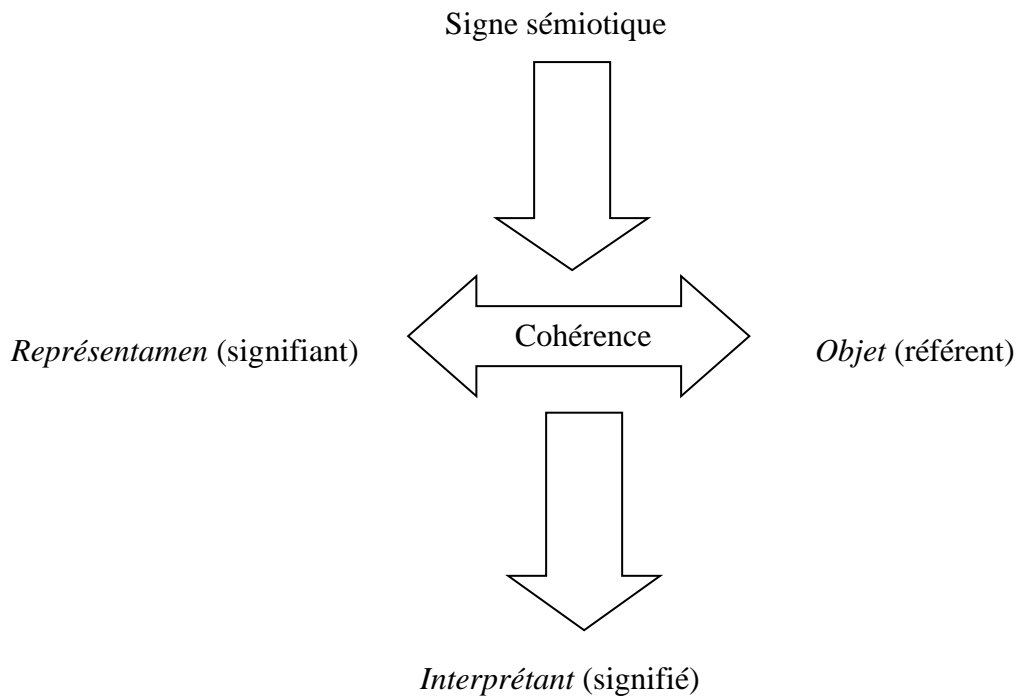 Signe sémiotique
Cohérence
Représentamen (signifiant)
Objet (référent)
Interprétant (signifié)